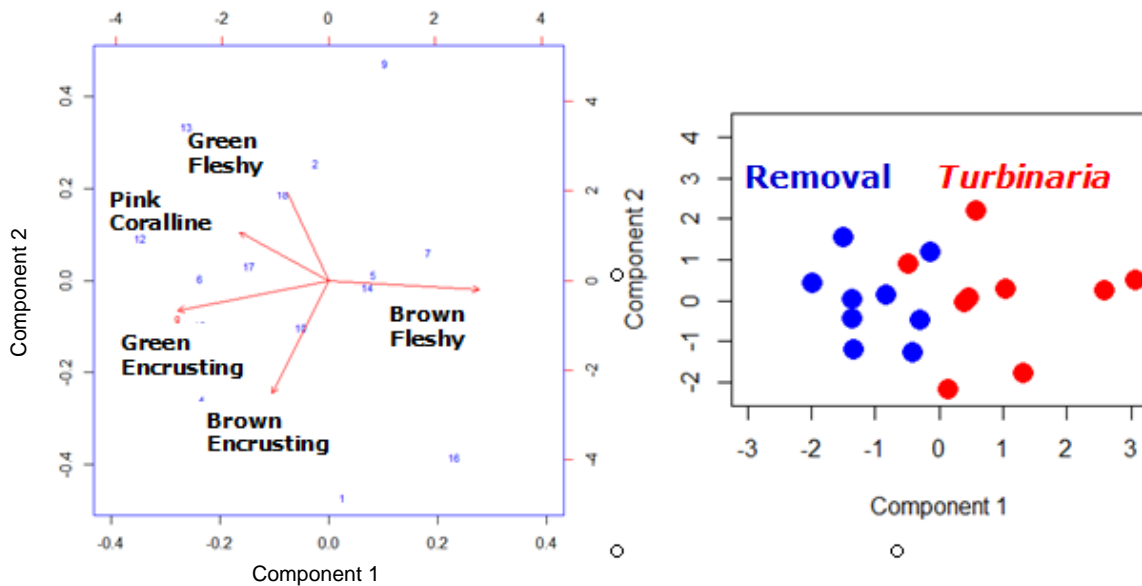 -4 -2 0 2 4
9
0.4
4
13
Green
Fleshy
2
0.2
18
2
Pink
Coralline
12
7
17
5
6
0.0
0
14
Brown
Fleshy
Green
Encrusting
19
-0.2
-2
4
Brown
Encrusting
16
-0.4
-4
1
-0.4 -0.2 0.0 0.2 0.4
Component 1
Component 2
Component 2
Removal Turbinaria
4
3
2
1
0
-1
-2
-3 -2 -1 0 1 2 3
Component 1